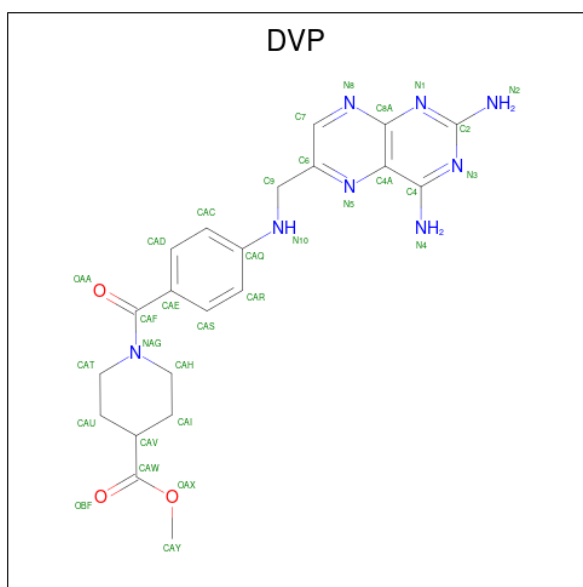 DVP
N8
N
C8A
N1
N
N2
NH₂
C7
C2
C6
N
N3
C9
N
N5
C4A
C4
NH
N10
NH₂
N4
CAC
CAD
CAQ
OAA
O
CAE
CAR
CAF
CAS
N
NAG
CAT
CAH
CAU
CAI
CAV
CAW
OAX
O
O
OBF
CAY